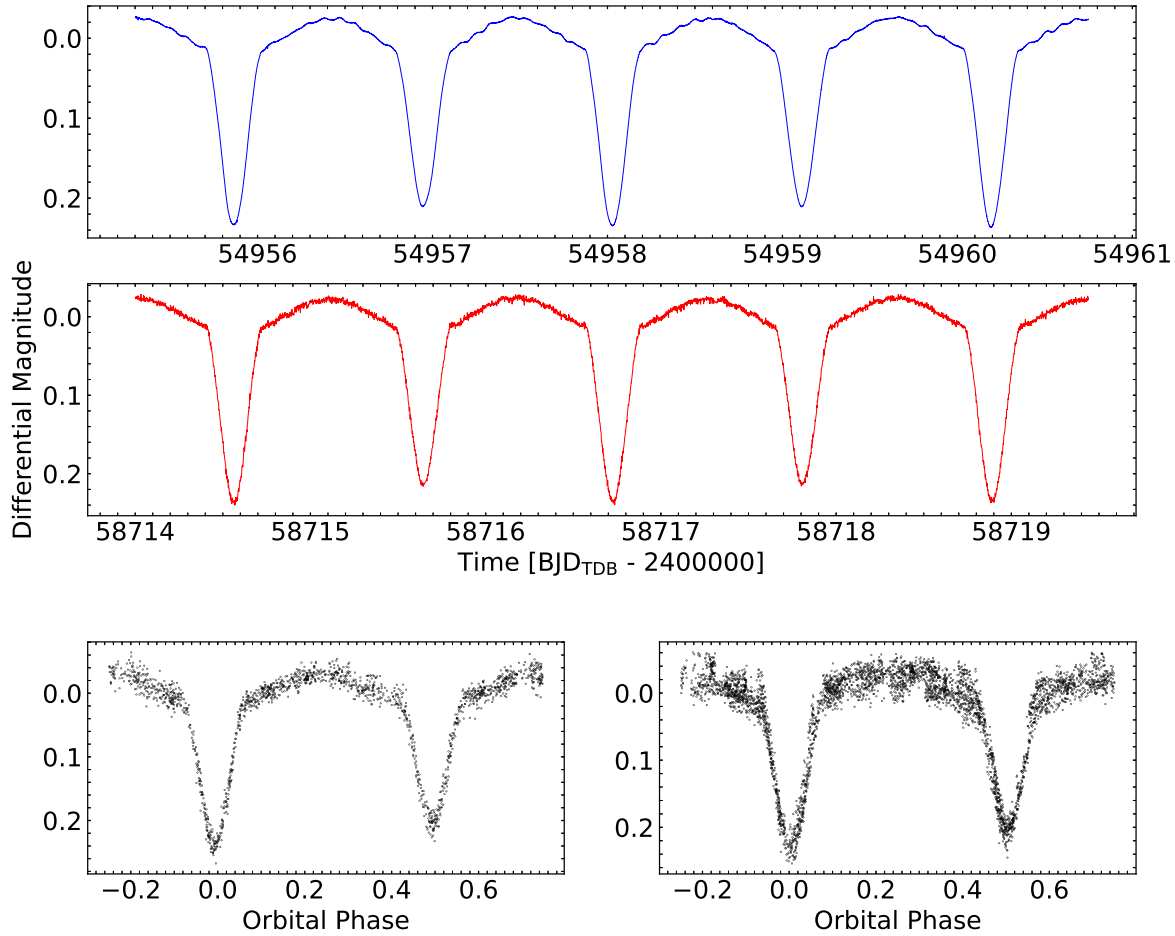 0.0
0.1
0.2
54956 54957 54958 54959 54960 54961
Differential Magnitude
0.0
0.1
0.2
58714 58715 58716 58717 58718 58719
Time [BJD_TDB - 2400000]
0.0
0.1
0.2
−0.2 0.0 0.2 0.4 0.6
Orbital Phase
0.0
0.1
0.2
−0.2 0.0 0.2 0.4 0.6
Orbital Phase